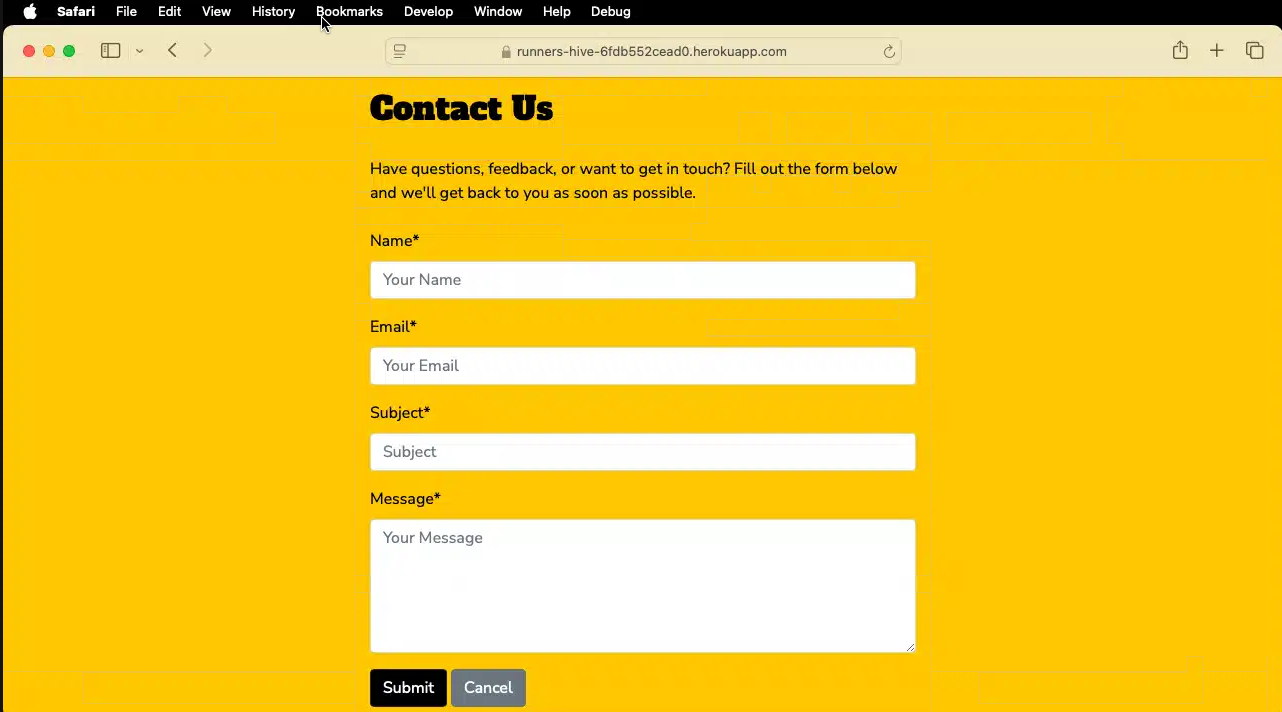 Safari File Edit View History Bookmarks Develop Window Help Debug
runners-hive-6fdb552cead0.herokuapp.com
Contact Us
Have questions, feedback, or want to get in touch? Fill out the form below
and we'll get back to you as soon as possible.
Name*
Your Name
Email*
Your Email
Subject*
Subject
Message*
Your Message
Submit Cancel